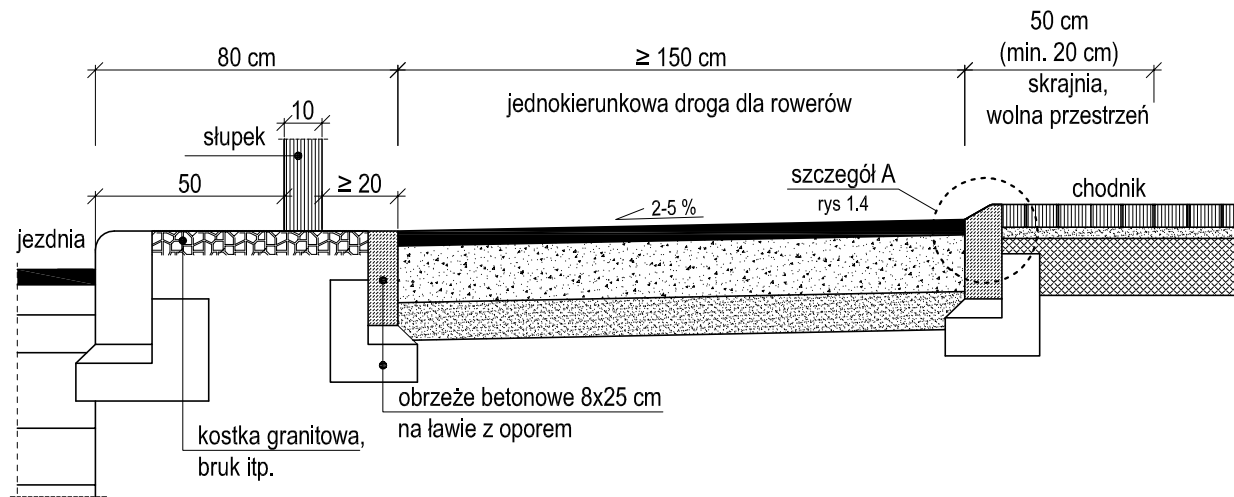 80 cm
≥ 150 cm
50 cm
(min. 20 cm)
skrajnia,
wolna przestrzeń
jednokierunkowa droga dla rowerów
10
słupek
50
≥ 20
szczegół A
rys 1.4
2-5 %
chodnik
jezdnia
obrzeże betonowe 8x25 cm
na ławie z oporem
kostka granitowa,
bruk itp.